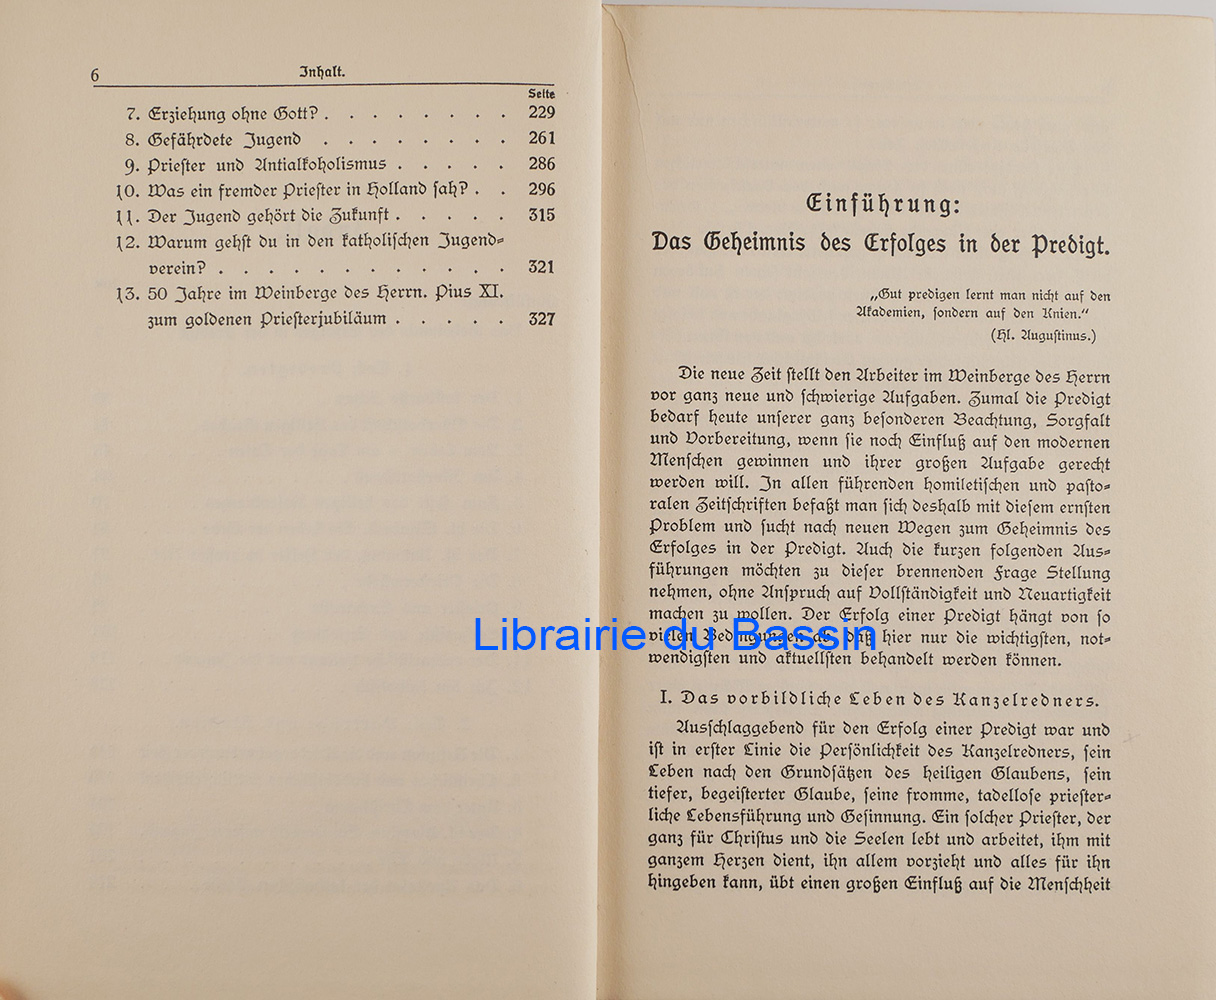 6 Inhalt.
Seite
7. Erziehung ohne Gott? . . . . . . . . 229
8. Gefährdete Jugend . . . . . . . . 261
9. Priester und Antialkoholismus . . . . . 286
10. Was ein fremder Priester in Holland sah? . . 296
11. Der Jugend gehört die Zukunft . . . . . 315
12. Warum gehst du in den katholischen Jugend-
verein? . . . . . . . . . . . . 321
13. 50 Jahre im Weinberge des Herrn. Pius XI.
zum goldenen Priesterjubiläum . . . . . 327
Einführung:
Das Geheimnis des Erfolges in der Predigt.
„Gut predigen lernt man nicht auf den
Akademien, sondern auf den Knien.“
(Hl. Augustinus.)
Die neue Zeit stellt den Arbeiter im Weinberge des Herrn
vor ganz neue und schwierige Aufgaben. Zumal die Predigt
bedarf heute unserer ganz besonderen Beachtung, Sorgfalt
und Vorbereitung, wenn sie noch Einfluß auf den modernen
Menschen gewinnen und ihrer großen Aufgabe gerecht
werden will. In allen führenden homiletischen und pasto-
ralen Zeitschriften befaßt man sich deshalb mit diesem ernsten
Problem und sucht nach neuen Wegen zum Geheimnis des
Erfolges in der Predigt. Auch die kurzen folgenden Aus-
führungen möchten zu dieser brennenden Frage Stellung
nehmen, ohne Anspruch auf Vollständigkeit und Neuartigkeit
machen zu wollen. Der Erfolg einer Predigt hängt von so
vielen Bedingungen ab, daß hier nur die wichtigsten, not-
wendigsten und aktuellsten behandelt werden können.
Librairie du Bassin
I. Das vorbildliche Leben des Kanzelredners.
Ausschlaggebend für den Erfolg einer Predigt war und
ist in erster Linie die Persönlichkeit des Kanzelredners, sein
Leben nach den Grundsätzen des heiligen Glaubens, sein
tiefer, begeisterter Glaube, seine fromme, tadellose priester-
liche Lebensführung und Gesinnung. Ein solcher Priester, der
ganz für Christus und die Seelen lebt und arbeitet, ihm mit
ganzem Herzen dient, ihn allem vorzieht und alles für ihn
hingeben kann, übt einen großen Einfluß auf die Menschheit